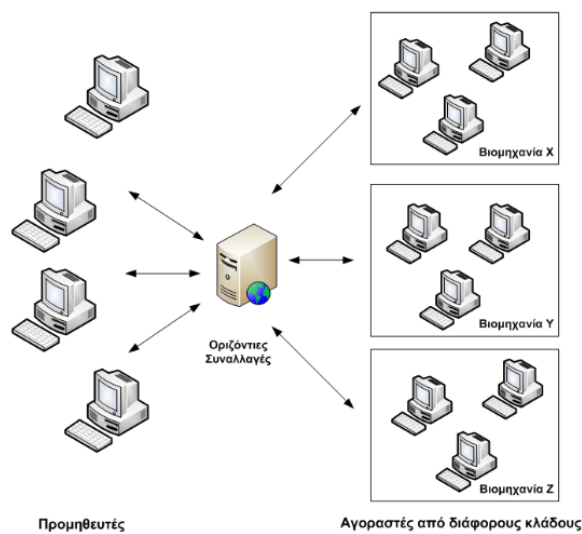 Βιομηχανία X
Βιομηχανία Y
Οριζόντιες
Συναλλαγές
Βιομηχανία Z
Προμηθευτές
Αγοραστές από διάφορους κλάδους